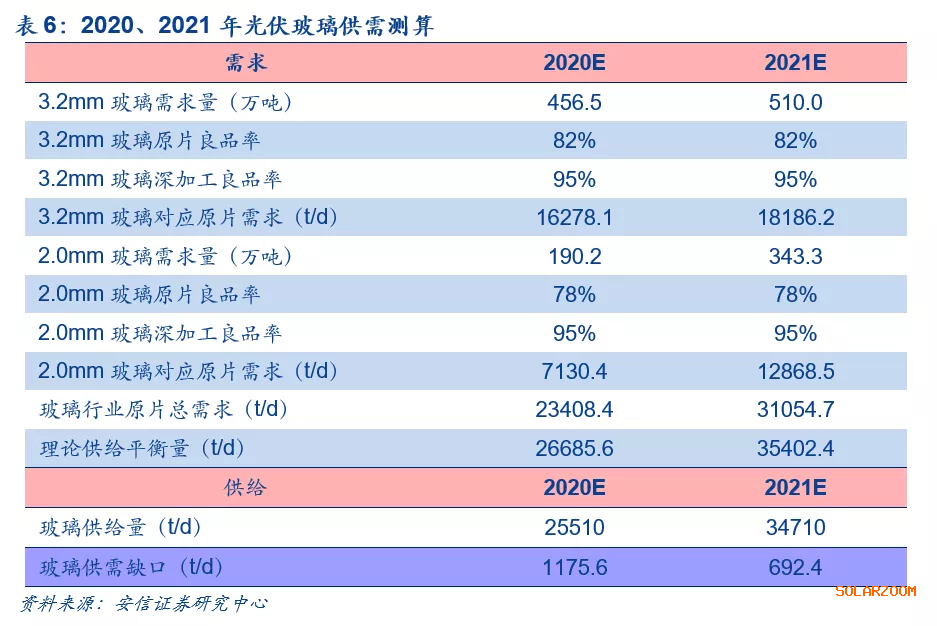 表 6：2020、2021 年光伏玻璃供需测算
需求 2020E 2021E
3.2mm 玻璃需求量（万吨） 456.5 510.0
3.2mm 玻璃原片良品率 82% 82%
3.2mm 玻璃深加工良品率 95% 95%
3.2mm 玻璃对应原片需求（t/d） 16278.1 18186.2
2.0mm 玻璃需求量（万吨） 190.2 343.3
2.0mm 玻璃原片良品率 78% 78%
2.0mm 玻璃深加工良品率 95% 95%
2.0mm 玻璃对应原片需求（t/d） 7130.4 12868.5
玻璃行业原片总需求（t/d） 23408.4 31054.7
理论供给平衡量（t/d） 26685.6 35402.4
供给 2020E 2021E
玻璃供给量（t/d） 25510 34710
玻璃供需缺口（t/d） 1175.6 692.4
资料来源：安信证券研究中心
SOLARZOOM